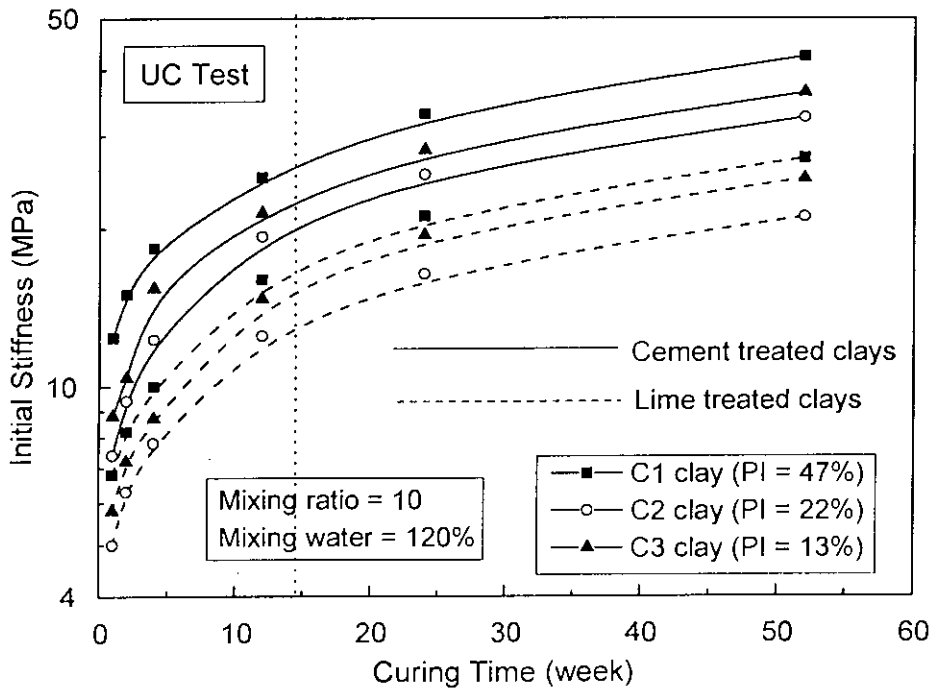 50
UC Test
Initial Stiffness (MPa)
10
Cement treated clays
Lime treated clays
Mixing ratio = 10
Mixing water = 120%
C1 clay (PI = 47%)
C2 clay (PI = 22%)
C3 clay (PI = 13%)
4
0 10 20 30 40 50 60
Curing Time (week)